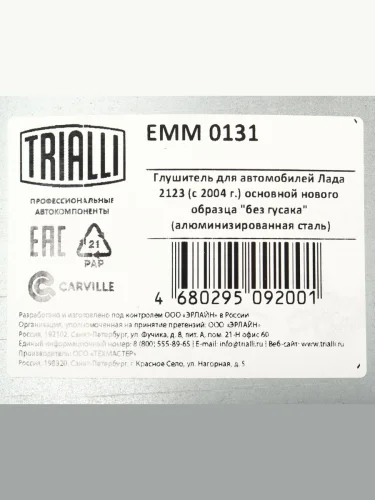 TRIALLI
ПРОФЕССИОНАЛЬНЫЕ
АВТОКОМПОНЕНТЫ
EAC
21
PAP
CARVILLE
EMM 0131
Глушитель для автомобилей Лада
2123 (с 2004 г.) основной нового
образца "без гусака"
(алюминизированная сталь)
4 680295 092001
Разработано и изготовлено под контролем ООО «ЭРЛАЙН» в России
Организация, уполномоченная на принятие претензий: ООО «ЭРЛАЙН»
Россия, 192102, Санкт-Петербург, ул. Фучика, д. 8, лит. А, пом. 21-Н офис 60
Единый информационный номер: 8 (800) 555-89-65 | E-mail: info@trialli.ru | Веб-сайт: www.trialli.ru
Производитель: ООО «ТЕХМАСТЕР»
Россия, 198320, Санкт-Петербург, г. Красное Село, ул. Нагорная, д. 5